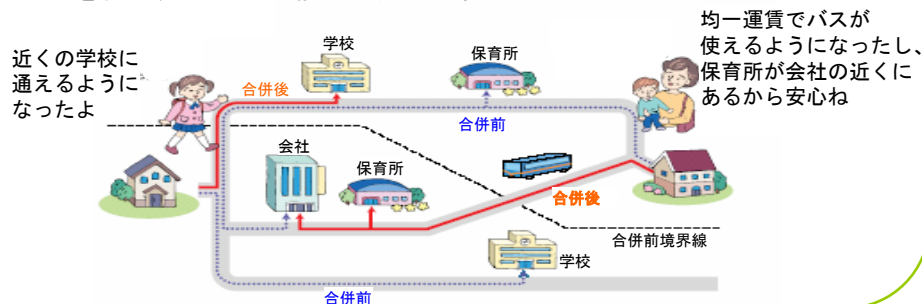 近くの学校に
通えるように
なったよ
学校
保育所
均一運賃でバスが
使えるようになったし、
保育所が会社の近くに
あるから安心ね
合併後
合併前
会社
保育所
合併後
合併前境界線
学校
合併前